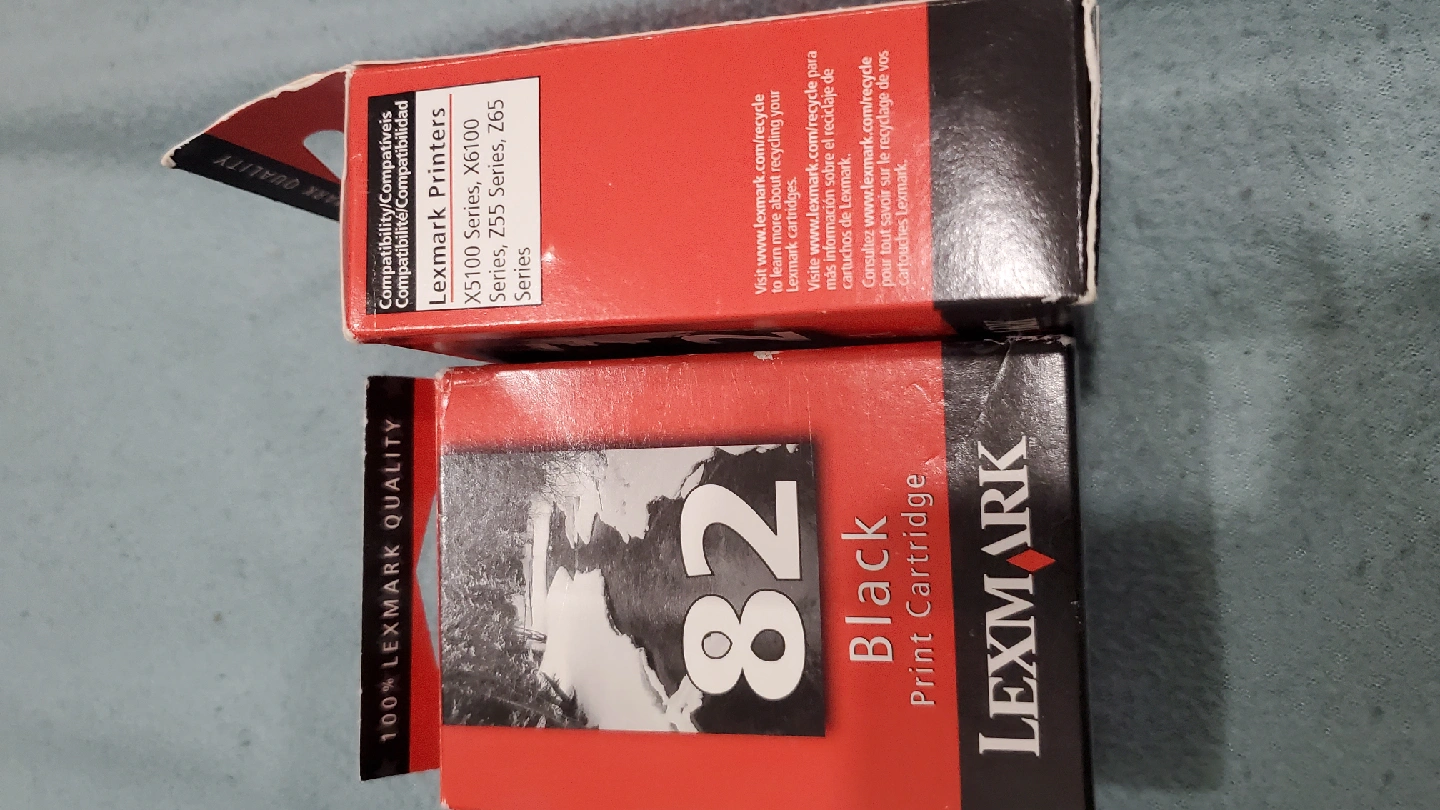 100% LEXMARK QUALITY
82
Black
Print Cartridge
LEXMARK™
QUALITY
Compatibility/Compatíveis
Compatibilité/Compatibilidad
Lexmark Printers
X5100 Series, X6100
Series, Z55 Series, Z65
Series
Visit www.lexmark.com/recycle
to learn more about recycling your
Lexmark cartridges.
Visite www.lexmark.com/recycle para
más información sobre el reciclaje de
cartuchos de Lexmark.
Consultez www.lexmark.com/recycle
pour tout savoir sur le recyclage de vos
cartouches Lexmark.